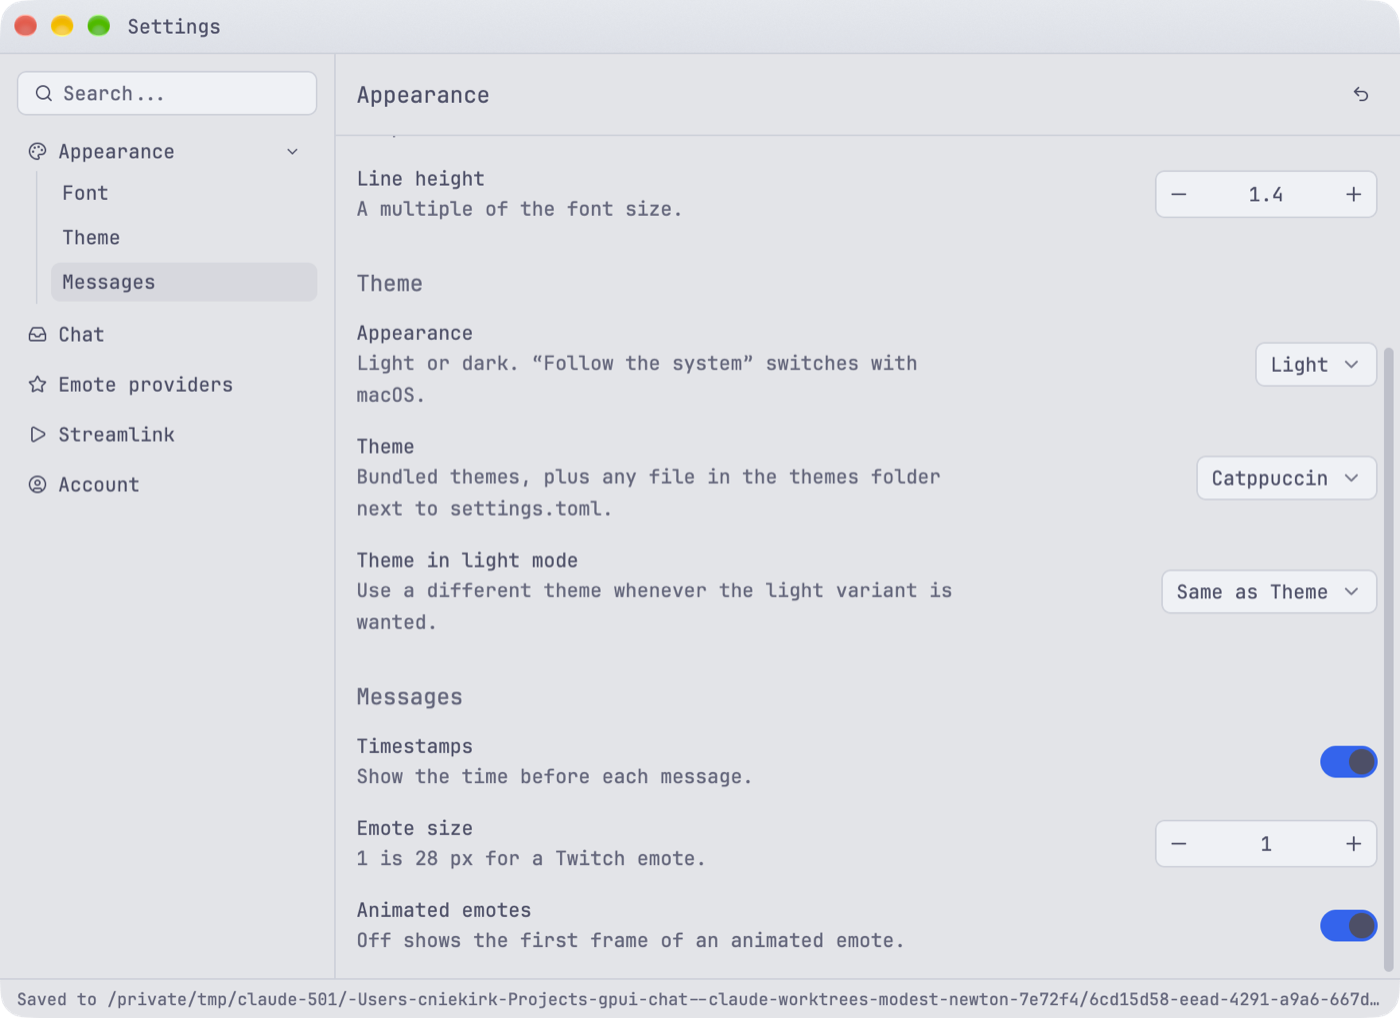 Settings
Search...
Appearance
Font
Theme
Messages
Chat
Emote providers
Streamlink
Account
Appearance
Line height
A multiple of the font size.
1.4
Theme
Appearance
Light or dark. “Follow the system” switches with
macOS.
Light
Theme
Bundled themes, plus any file in the themes folder
next to settings.toml.
Catppuccin
Theme in light mode
Use a different theme whenever the light variant is
wanted.
Same as Theme
Messages
Timestamps
Show the time before each message.
Emote size
1 is 28 px for a Twitch emote.
1
Animated emotes
Off shows the first frame of an animated emote.
Saved to /private/tmp/claude-501/-Users-cniekirk-Projects-gpui-chat--claude-worktrees-modest-newton-7e72f4/6cd15d58-eead-4291-a9a6-667d…